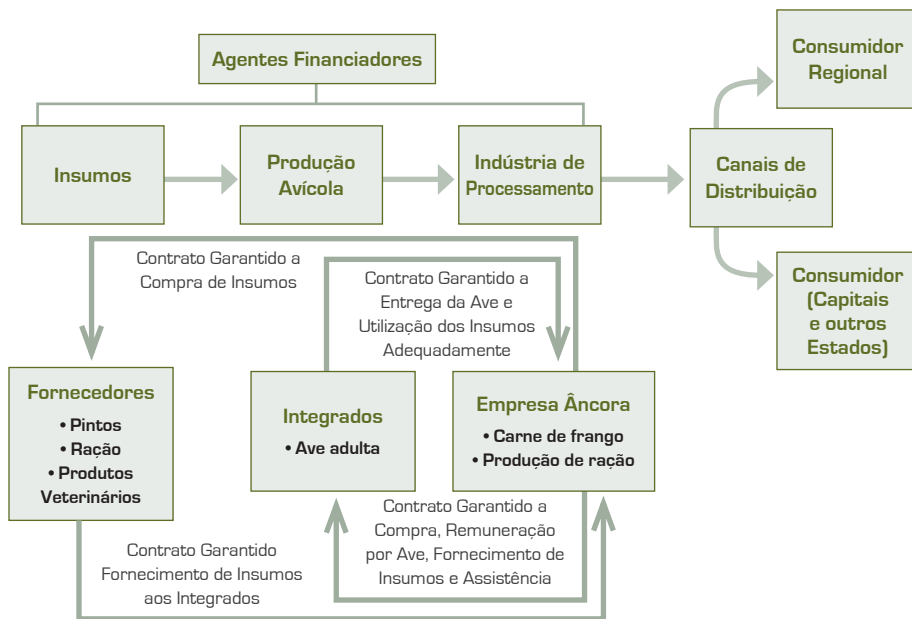 Agentes Financiadores
Consumidor
Regional
Insumos
Produção
Avícola
Indústria de
Processamento
Canais de
Distribuição
Consumidor
(Capitais
e outros
Estados)
Contrato Garantido a
Compra de Insumos
Contrato Garantido a
Entrega da Ave e
Utilização dos Insumos
Adequadamente
Fornecedores
• Pintos
• Ração
• Produtos
Veterinários
Integrados
• Ave adulta
Empresa Âncora
• Carne de frango
• Produção de ração
Contrato Garantido
Fornecimento de Insumos
aos Integrados
Contrato Garantido a
Compra, Remuneração
por Ave, Fornecimento de
Insumos e Assistência